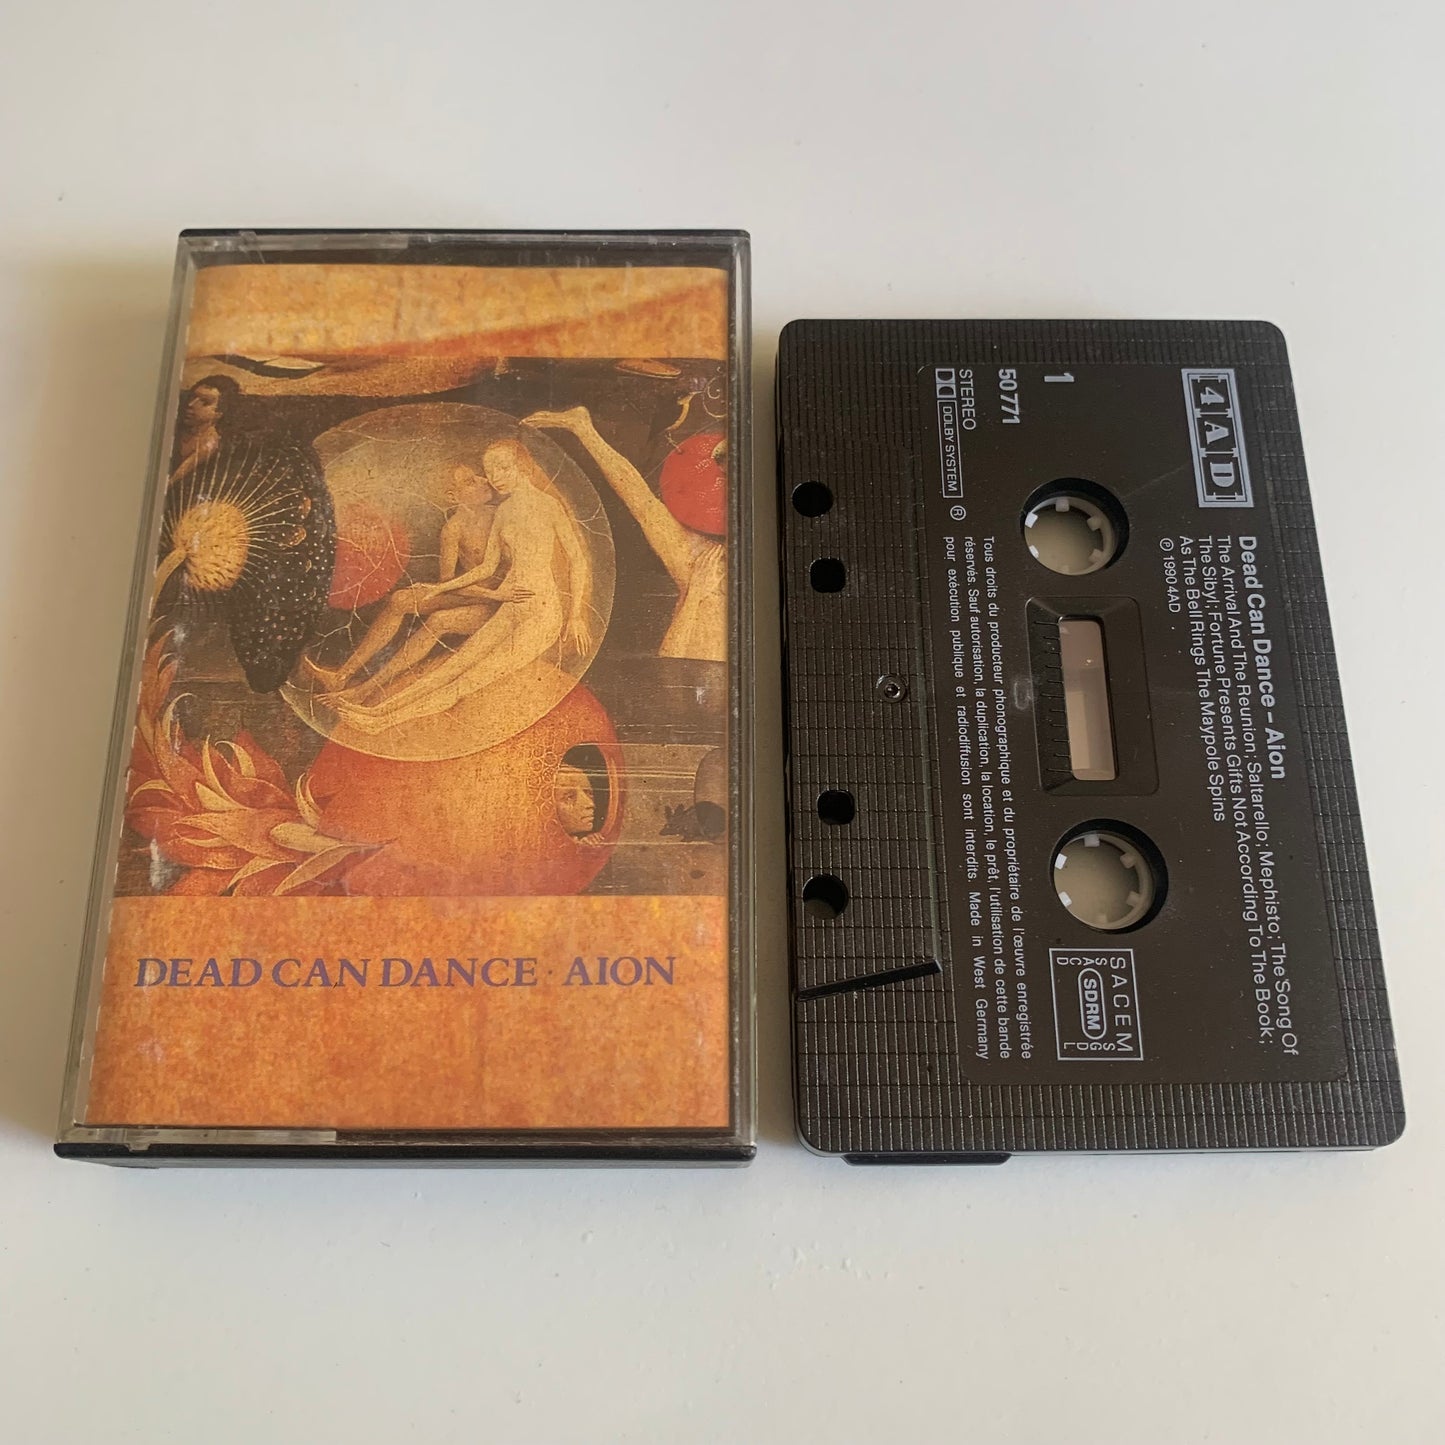 DEAD CAN DANCE · AION
4AD
Dead Can Dance – Aion
The Arrival And The Reunion; Saltarello; Mephisto; The Song Of
The Sibyl; Fortune Presents Gifts Not According To The Book;
As The Bell Rings The Maypole Spins
℗ 1990 4AD
1
50 771
STEREO
DOLBY SYSTEM
®
SACEM
SDRM
SACD
SGDL
Tous droits du producteur phonographique et du propriétaire de l'œuvre enregistrée
réservés. Sauf autorisation, la duplication, la location, le prêt, l'utilisation de cette bande
pour exécution publique et radiodiffusion sont interdits. Made in West Germany